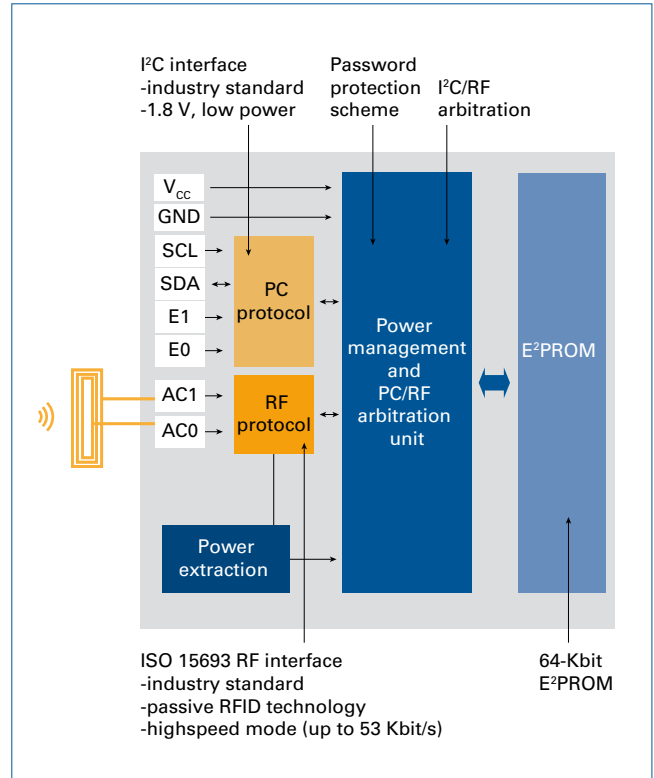 I²C interface
-industry standard
-1.8 V, low power
Password
protection
scheme
I²C/RF
arbitration
V_CC
GND
SCL
SDA
E1
E0
AC1
AC0
PC
protocol
RF
protocol
Power
extraction
Power
management
and
PC/RF
arbitration
unit
E²PROM
ISO 15693 RF interface
-industry standard
-passive RFID technology
-highspeed mode (up to 53 Kbit/s)
64-Kbit
E²PROM